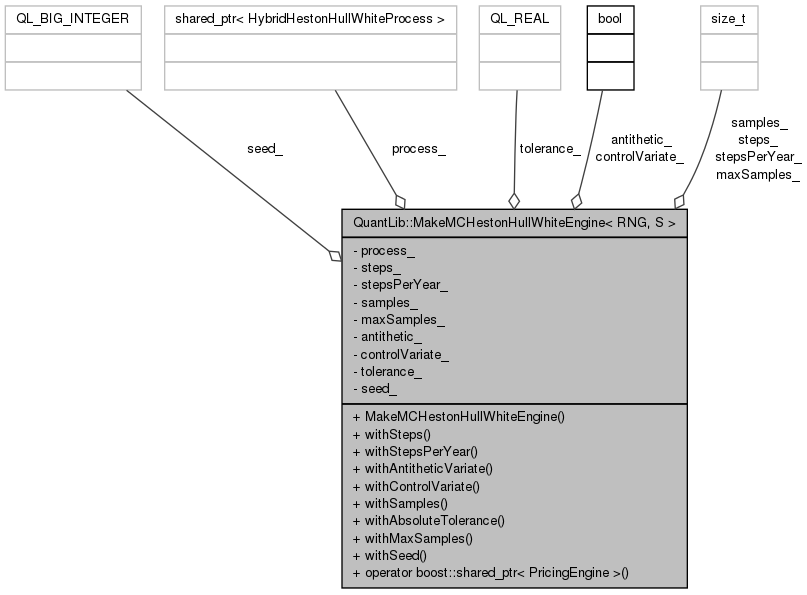 QL_BIG_INTEGER
shared_ptr< HybridHestonHullWhiteProcess >
QL_REAL
bool
size_t
seed_
process_
tolerance_
antithetic_
controlVariate_
samples_
steps_
stepsPerYear_
maxSamples_
QuantLib::MakeMCHestonHullWhiteEngine< RNG, S >
- process_
- steps_
- stepsPerYear_
- samples_
- maxSamples_
- antithetic_
- controlVariate_
- tolerance_
- seed_
+ MakeMCHestonHullWhiteEngine()
+ withSteps()
+ withStepsPerYear()
+ withAntitheticVariate()
+ withControlVariate()
+ withSamples()
+ withAbsoluteTolerance()
+ withMaxSamples()
+ withSeed()
+ operator boost::shared_ptr< PricingEngine >()